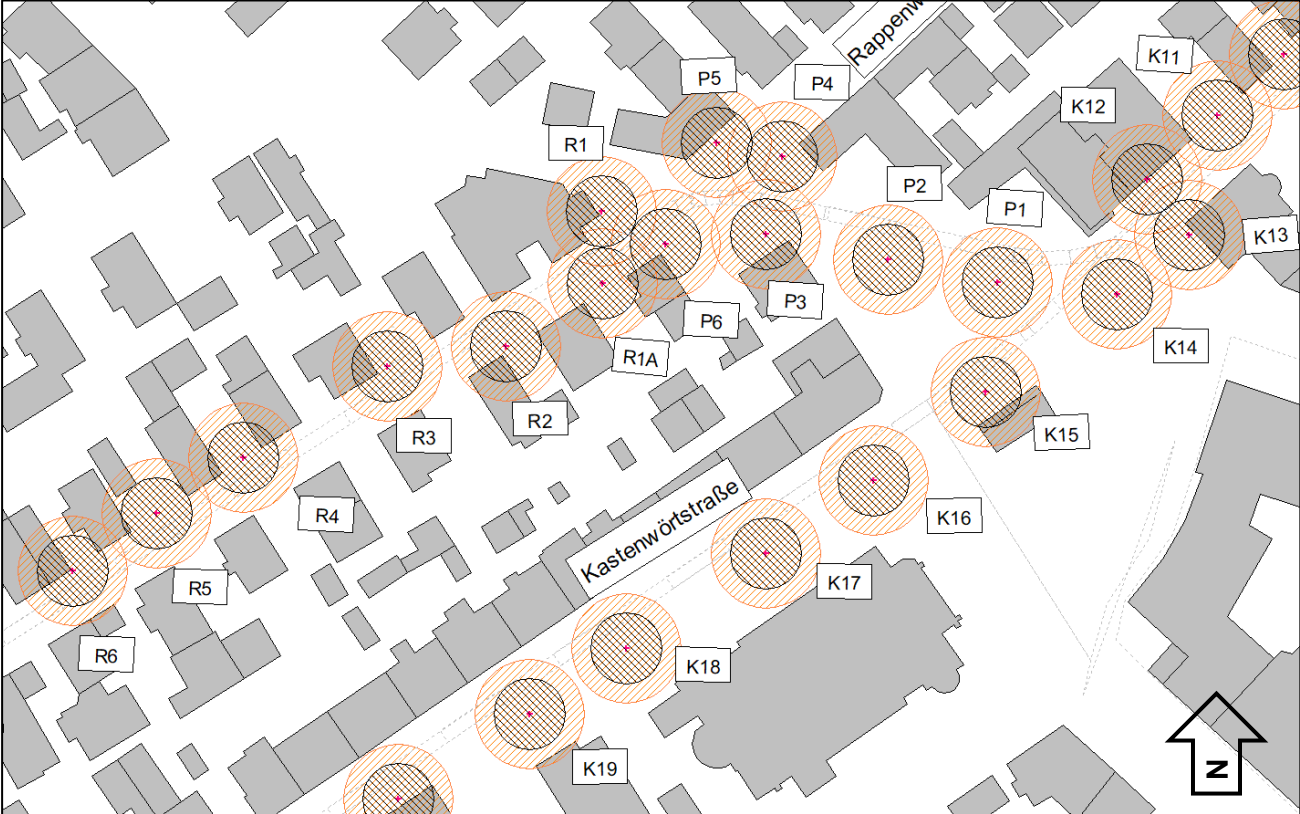 Rappenw
K11
P5
P4
K12
R1
P2
P1
K13
P3
P6
K14
R1A
R2
R3
K15
Kastenwörtstraße
R4
K16
K17
R5
R6
K18
K19
N